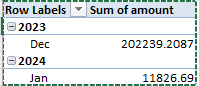 Row Labels Sum of amount
2023
Dec 202239.2087
2024
Jan 11826.69